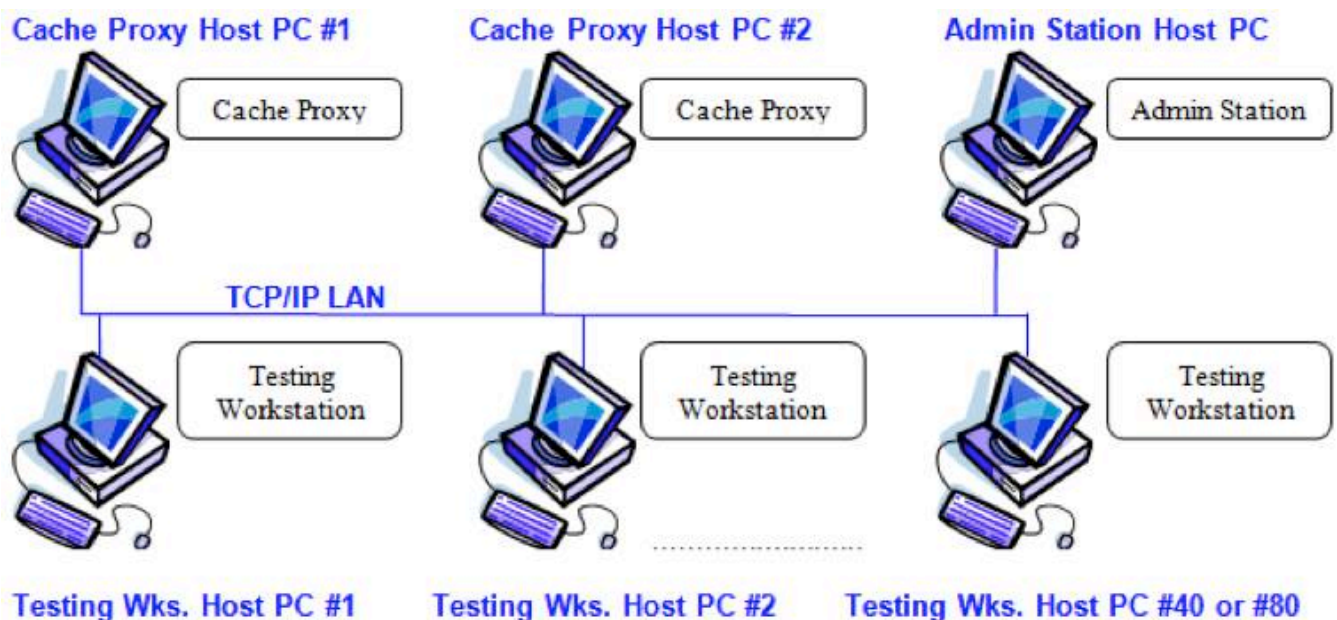 Cache Proxy Host PC #1
Cache Proxy Host PC #2
Admin Station Host PC
Cache Proxy
Cache Proxy
Admin Station
TCP/IP LAN
Testing
Workstation
Testing
Workstation
Testing
Workstation
Testing Wks. Host PC #1
Testing Wks. Host PC #2
Testing Wks. Host PC #40 or #80